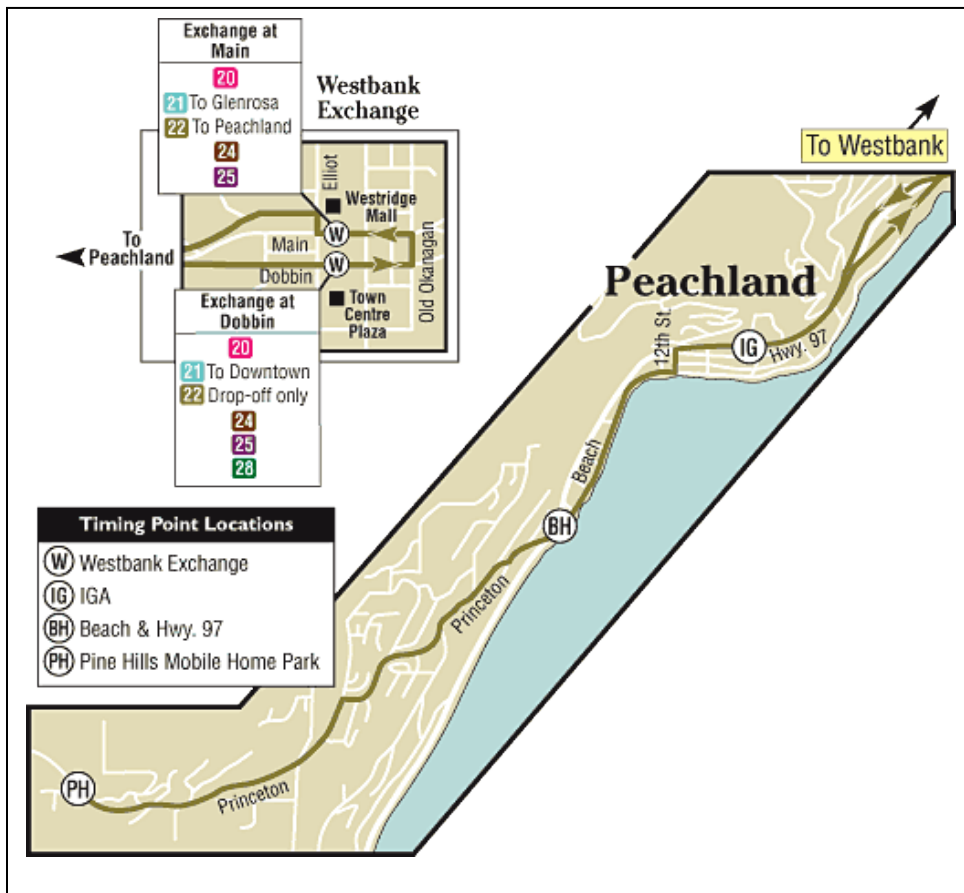 Exchange at
Main
20
21 To Glenrosa
22 To Peachland
24
25
Westbank
Exchange
To Westbank
Elliot
Westridge
Mall
W
To
Peachland
Main
W
Dobbin
Old Okanagan
Town
Centre
Plaza
Exchange at
Dobbin
20
21 To Downtown
22 Drop-off only
24
25
28
Peachland
12th St.
IG
Hwy. 97
Beach
BH
Princeton
Timing Point Locations
W Westbank Exchange
IG IGA
BH Beach & Hwy. 97
PH Pine Hills Mobile Home Park
PH
Princeton